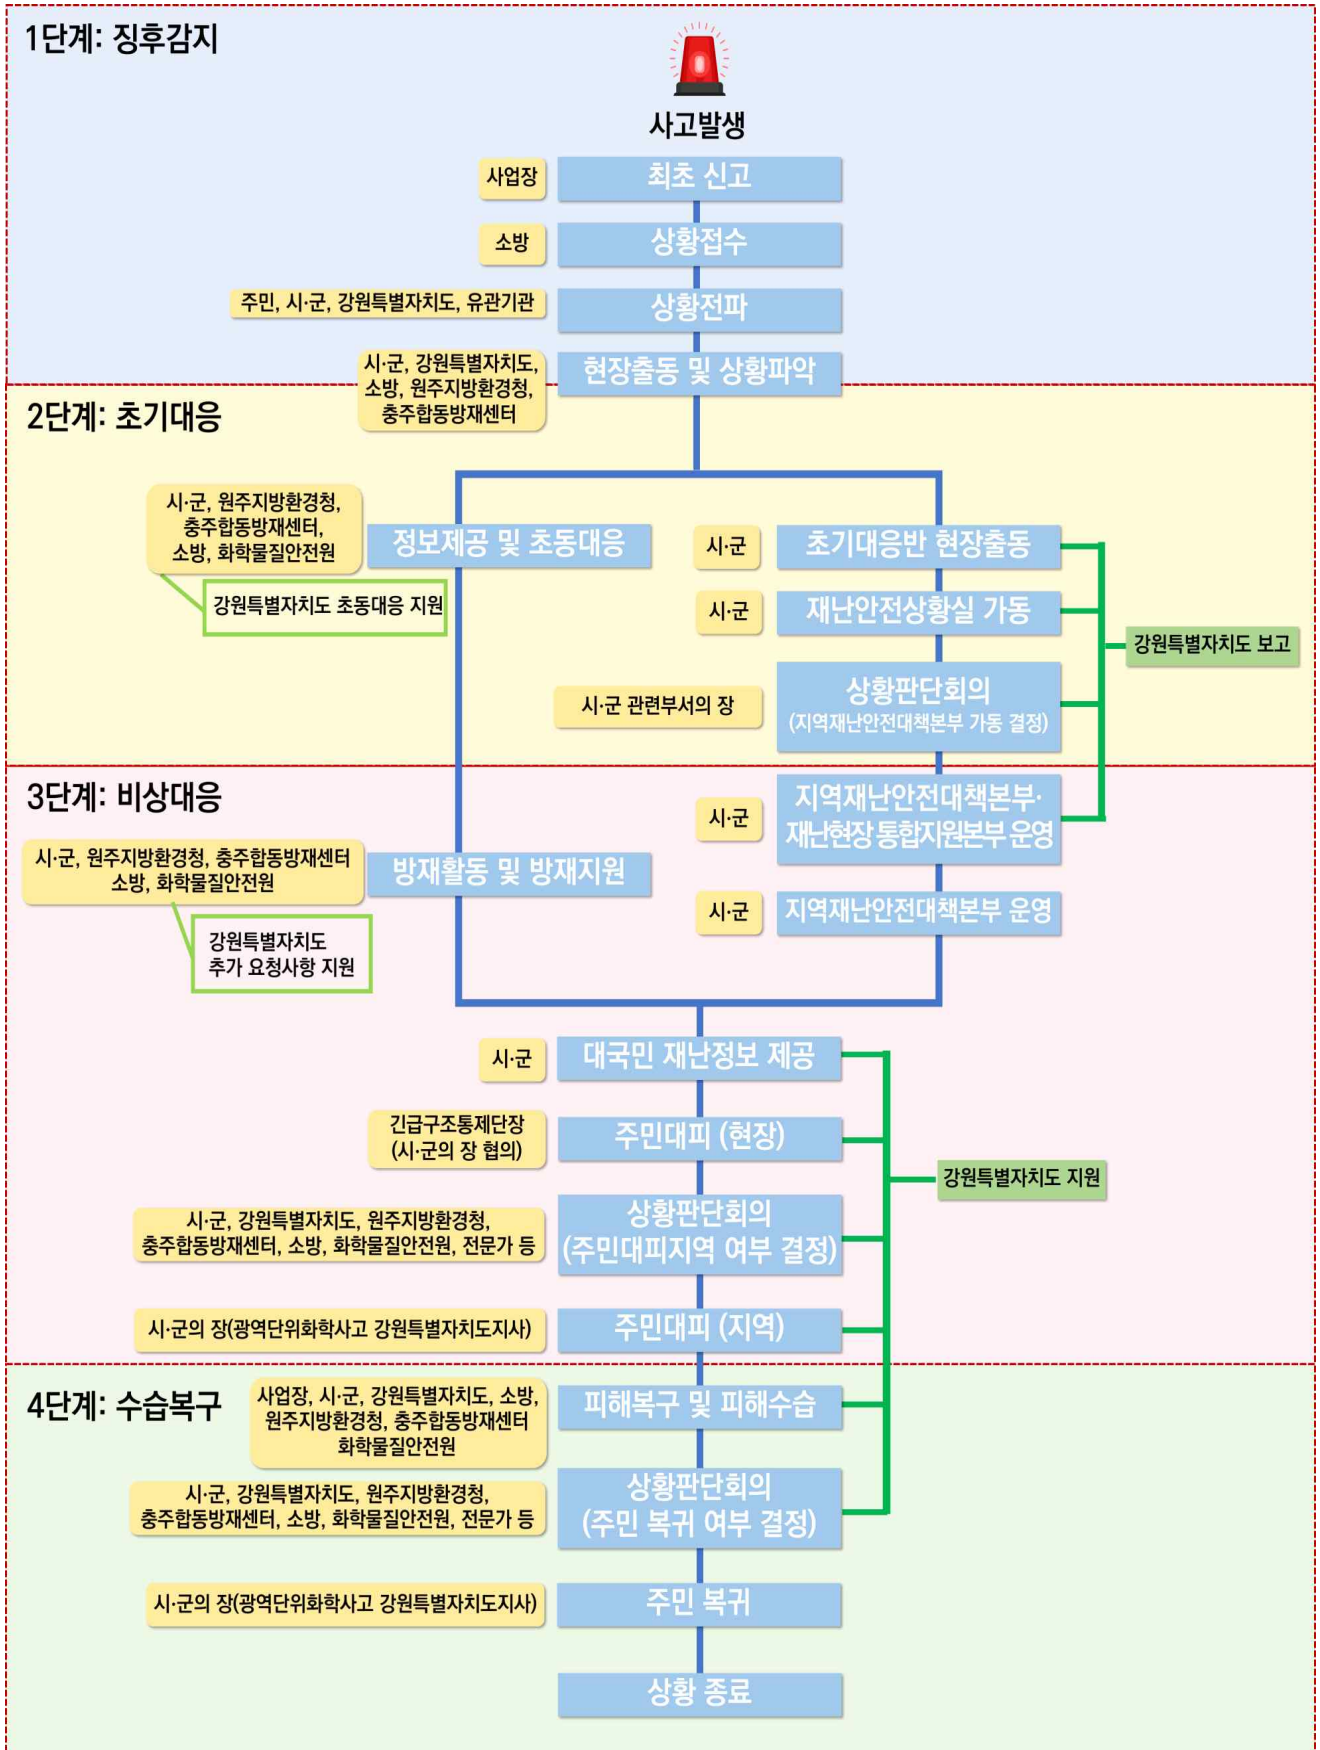 1단계: 징후감지
사고발생
사업장
최초 신고
소방
상황접수
주민, 시·군, 강원특별자치도, 유관기관
상황전파
시·군, 강원특별자치도,
소방, 원주지방환경청,
충주합동방재센터
현장출동 및 상황파악
2단계: 초기대응
시·군, 원주지방환경청,
충주합동방재센터,
소방, 화학물질안전원
정보제공 및 초동대응
강원특별자치도 초동대응 지원
시·군
초기대응반 현장출동
시·군
재난안전상황실 가동
강원특별자치도 보고
시·군 관련부서의 장
상황판단회의
(지역재난안전대책본부 가동 결정)
3단계: 비상대응
시·군
지역재난안전대책본부·
재난현장 통합지원본부 운영
시·군, 원주지방환경청, 충주합동방재센터
소방, 화학물질안전원
방재활동 및 방재지원
강원특별자치도
추가 요청사항 지원
시·군
지역재난안전대책본부 운영
시·군
대국민 재난정보 제공
긴급구조통제단장
(시·군의 장 협의)
주민대피 (현장)
강원특별자치도 지원
시·군, 강원특별자치도, 원주지방환경청,
충주합동방재센터, 소방, 화학물질안전원, 전문가 등
상황판단회의
(주민대피지역 여부 결정)
시·군의 장(광역단위화학사고 강원특별자치도지사)
주민대피 (지역)
4단계: 수습복구
사업장, 시·군, 강원특별자치도, 소방,
원주지방환경청, 충주합동방재센터
화학물질안전원
피해복구 및 피해수습
시·군, 강원특별자치도, 원주지방환경청,
충주합동방재센터, 소방, 화학물질안전원, 전문가 등
상황판단회의
(주민 복귀 여부 결정)
시·군의 장(광역단위화학사고 강원특별자치도지사)
주민 복귀
상황 종료